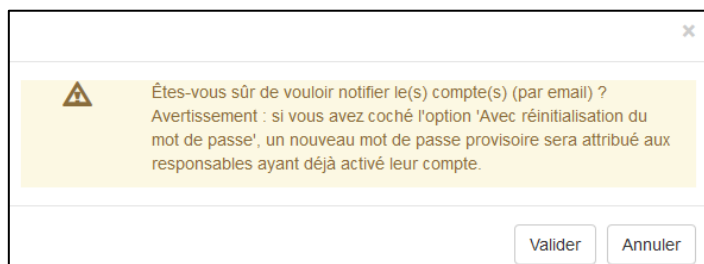 ×
Êtes-vous sûr de vouloir notifier le(s) compte(s) (par email) ?
Avertissement : si vous avez coché l'option 'Avec réinitialisation du
mot de passe', un nouveau mot de passe provisoire sera attribué aux
responsables ayant déjà activé leur compte.
Valider Annuler